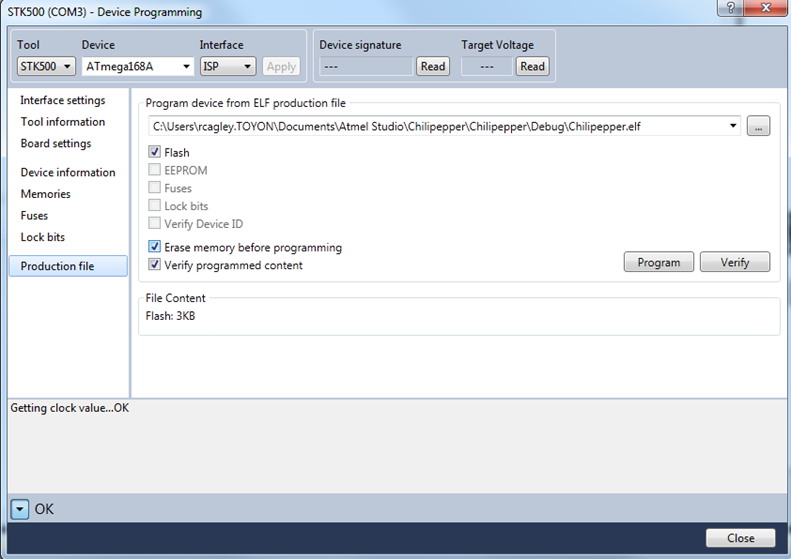 STK500 (COM3) - Device Programming
?
Tool Device Interface Device signature Target Voltage
STK500 ATmega168A ISP Apply --- Read --- Read
Interface settings
Tool information
Board settings
Device information
Memories
Fuses
Lock bits
Production file
Program device from ELF production file
C:\Users\rcagley.TOYON\Documents\Atmel Studio\Chilipepper\Chilipepper\Debug\Chilipepper.elf ...
Flash
EEPROM
Fuses
Lock bits
Verify Device ID
Erase memory before programming
Verify programmed content
Program Verify
File Content
Flash: 3KB
Getting clock value...OK
OK
Close